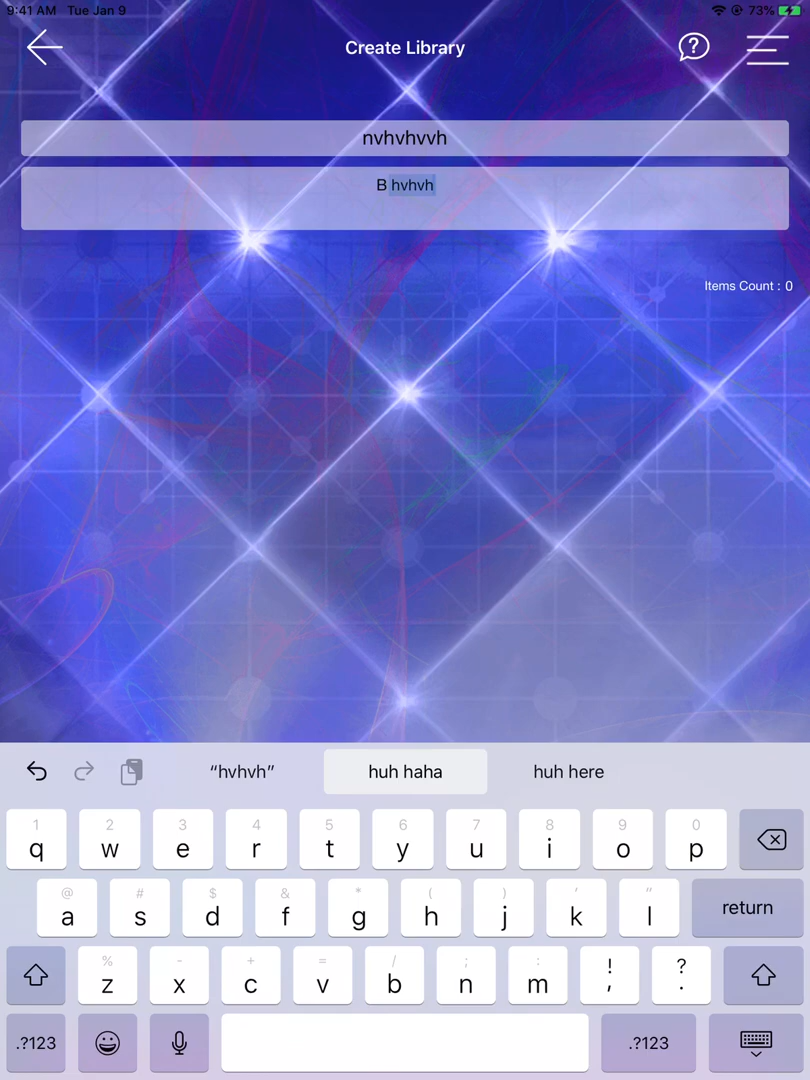 9:41 AM Tue Jan 9
73%
Create Library
nvhvhvvh
B hvhvh
Items Count : 0
“hvhvh”
huh haha
huh here
1 2 3 4 5 6 7 8 9 0
q w e r t y u i o p
@ # $ & * ( ) ' "
a s d f g h j k l
return
% - + = / ; : ! ?
z x c v b n m , .
.?123
.?123